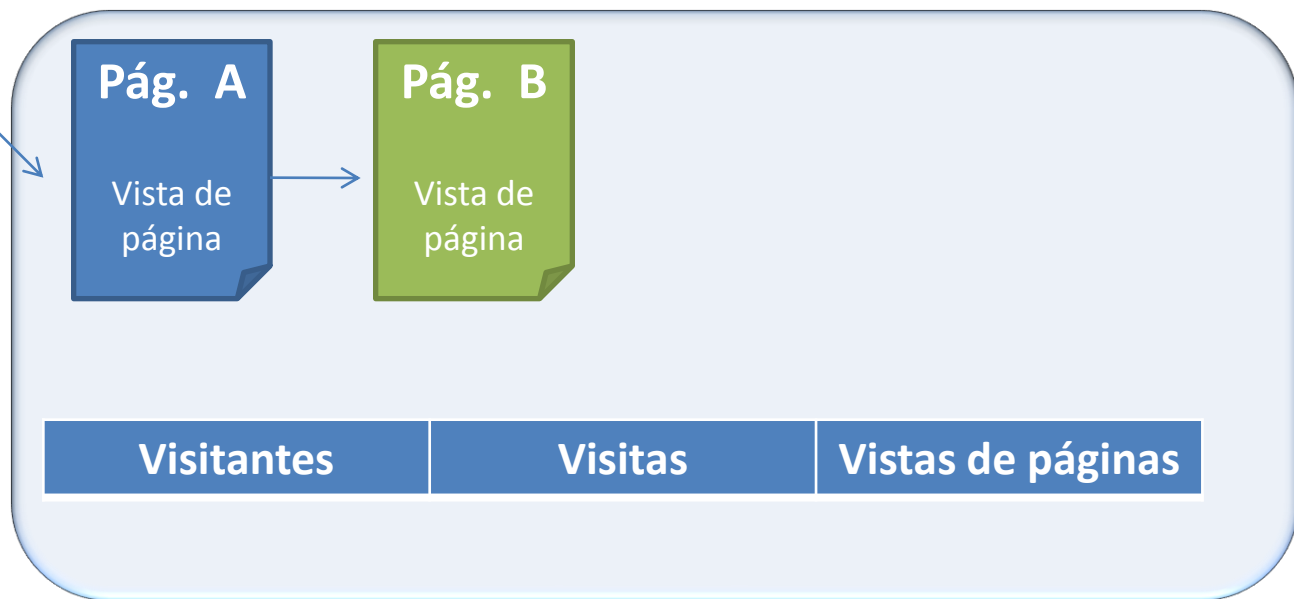 Pág. A
Vista de
página
Pág. B
Vista de
página
Visitantes
Visitas
Vistas de páginas